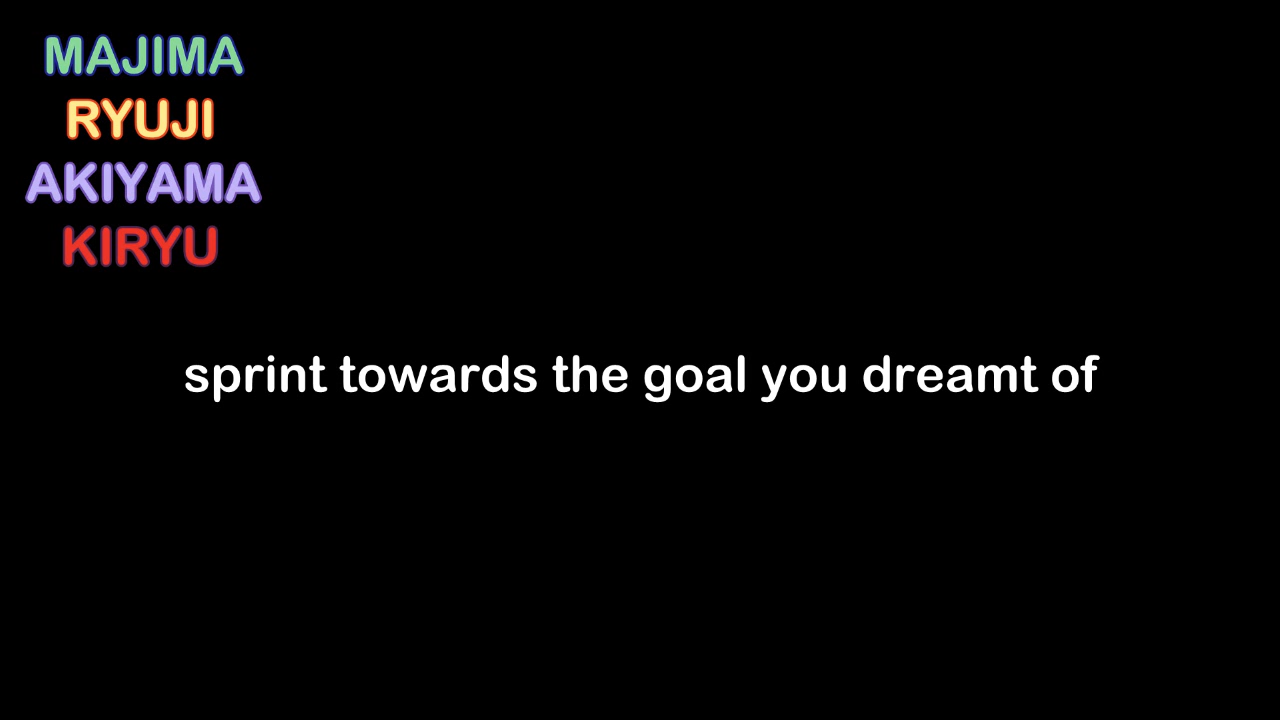 MAJIMA
RYUJI
AKIYAMA
KIRYU
sprint towards the goal you dreamt of